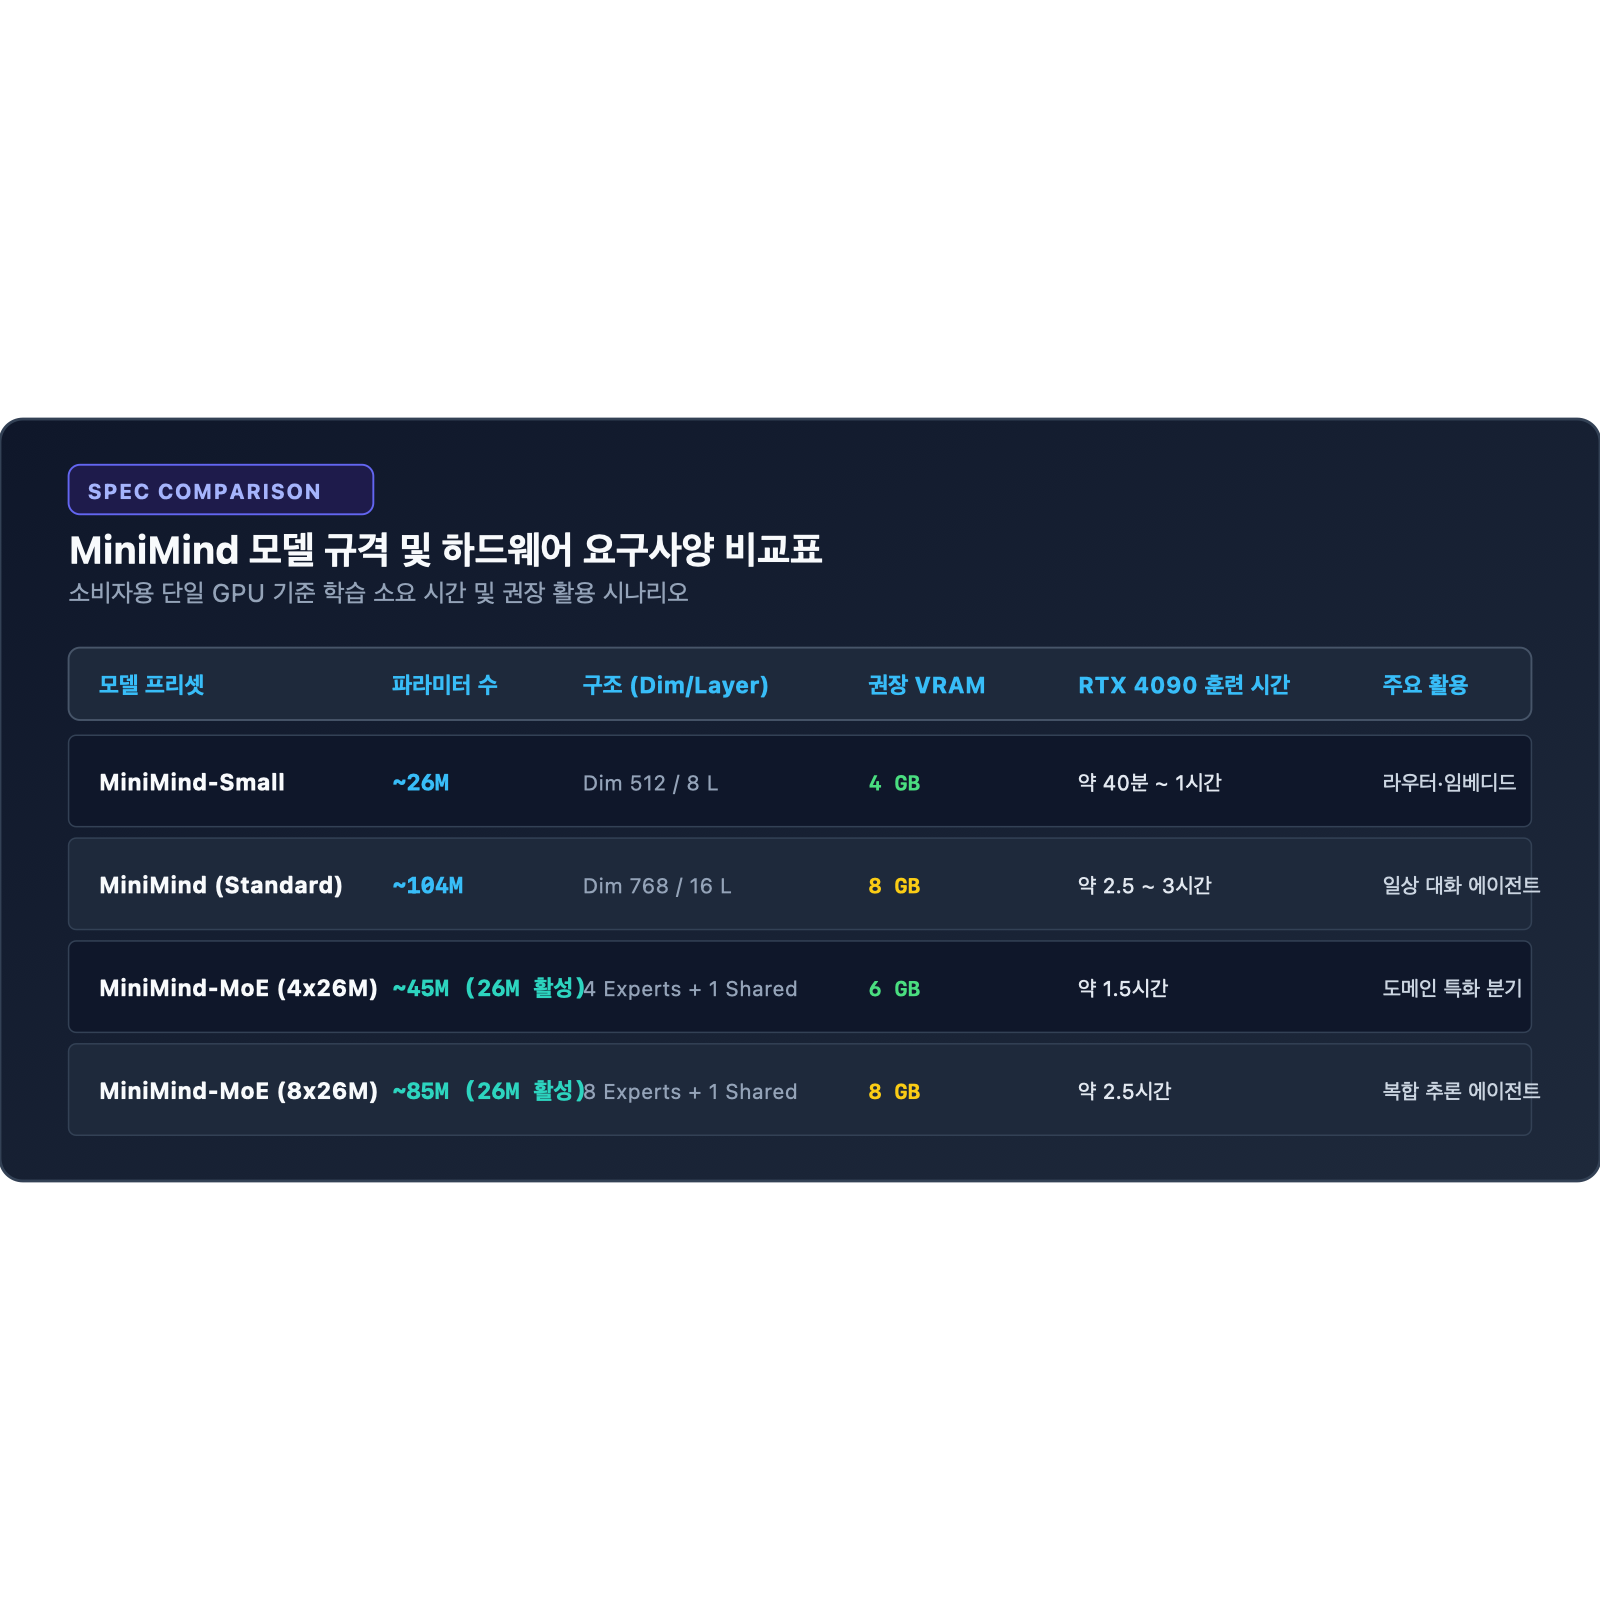 SPEC COMPARISON
MiniMind 모델 규격 및 하드웨어 요구사양 비교표
소비자용 단일 GPU 기준 학습 소요 시간 및 권장 활용 시나리오
모델 프리셋 파라미터 수 구조 (Dim/Layer) 권장 VRAM RTX 4090 훈련 시간 주요 활용
MiniMind-Small ~26M Dim 512 / 8 L 4 GB 약 40분 ~ 1시간 라우터·임베디드
MiniMind (Standard) ~104M Dim 768 / 16 L 8 GB 약 2.5 ~ 3시간 일상 대화 에이전트
MiniMind-MoE (4x26M) ~45M (26M 활성) 4 Experts + 1 Shared 6 GB 약 1.5시간 도메인 특화 분기
MiniMind-MoE (8x26M) ~85M (26M 활성) 8 Experts + 1 Shared 8 GB 약 2.5시간 복합 추론 에이전트